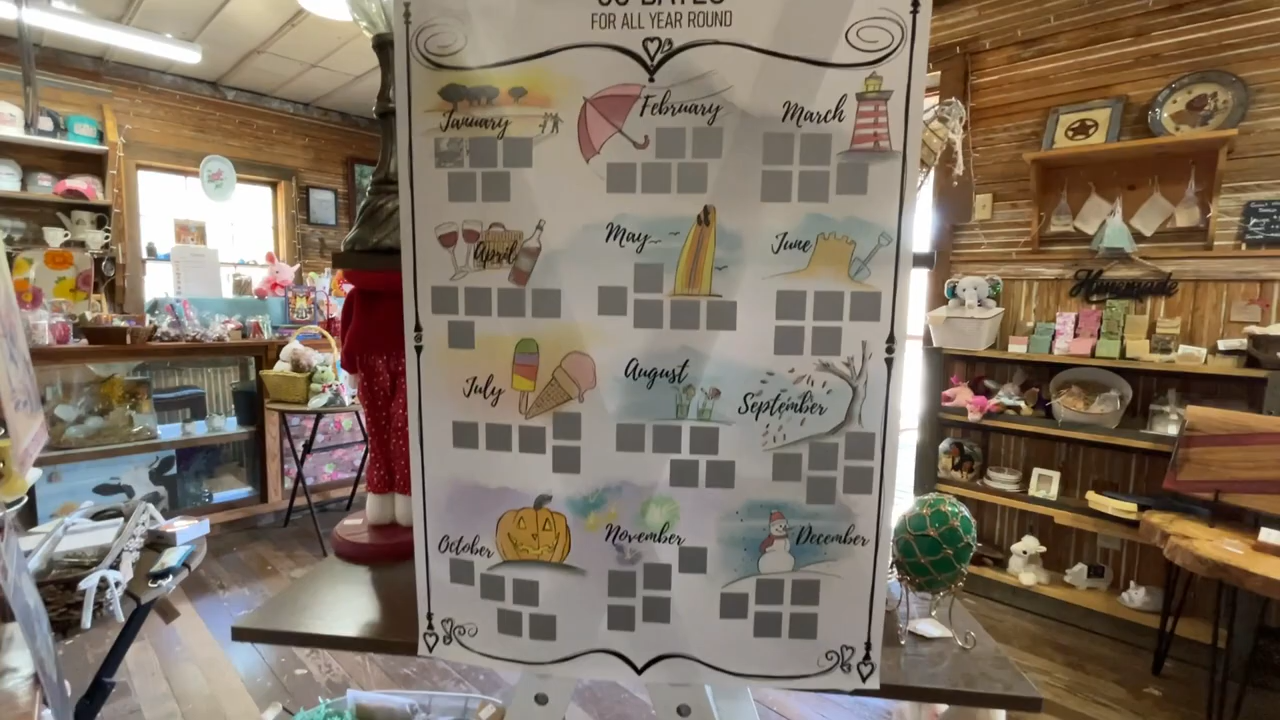 FOR ALL YEAR ROUND
January
February
March
April
May
June
July
August
September
October
November
December
Homemade